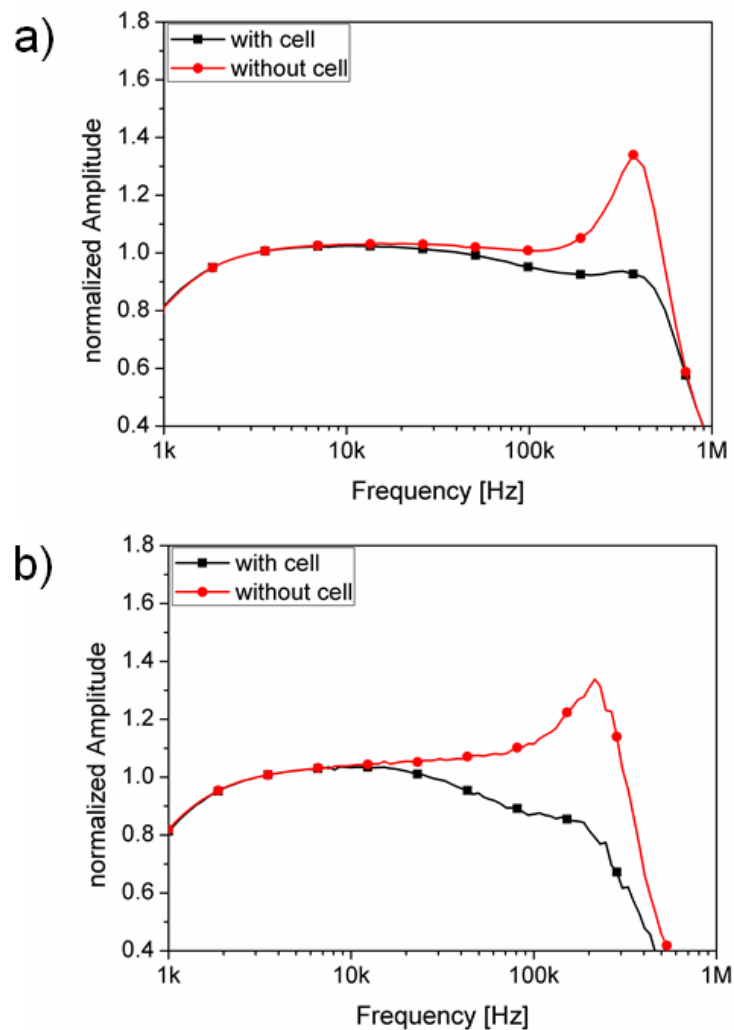 a)
1.8
1.6
1.4
1.2
1.0
0.8
0.6
0.4
normalized Amplitude
with cell
without cell
1k
10k
100k
1M
Frequency [Hz]
b)
1.8
1.6
1.4
1.2
1.0
0.8
0.6
0.4
normalized Amplitude
with cell
without cell
1k
10k
100k
1M
Frequency [Hz]